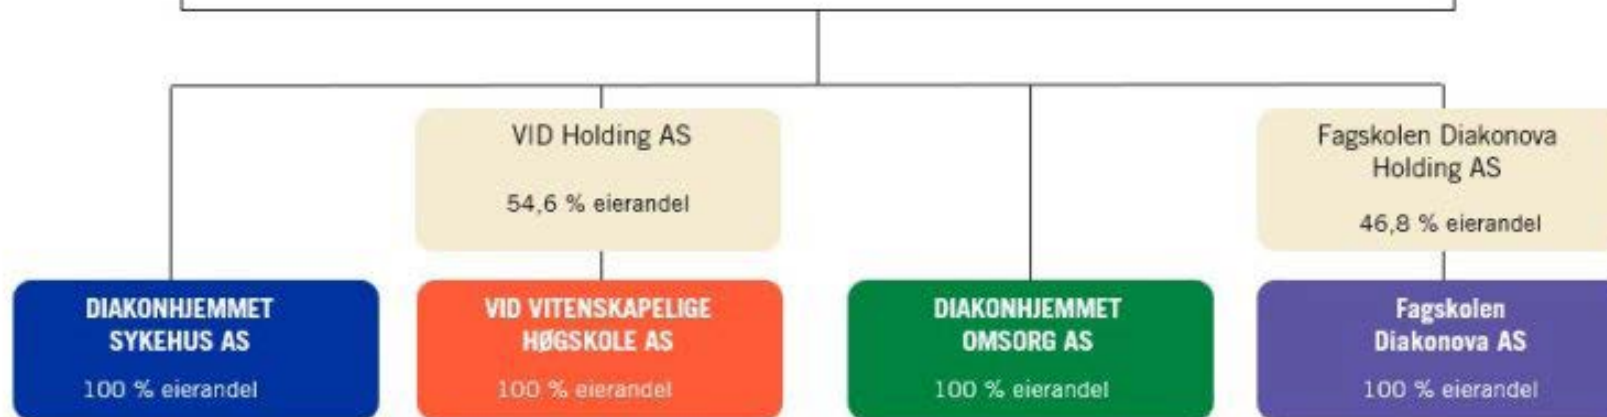 VID Holding AS
54,6 % eierandel
Fagskolen Diakonova
Holding AS
46,8 % eierandel
DIAKONHJEMMET
SYKEHUS AS
100 % eierandel
VID VITENSKAPELIGE
HØGSKOLE AS
100 % eierandel
DIAKONHJEMMET
OMSORG AS
100 % eierandel
Fagskolen
Diakonova AS
100 % eierandel